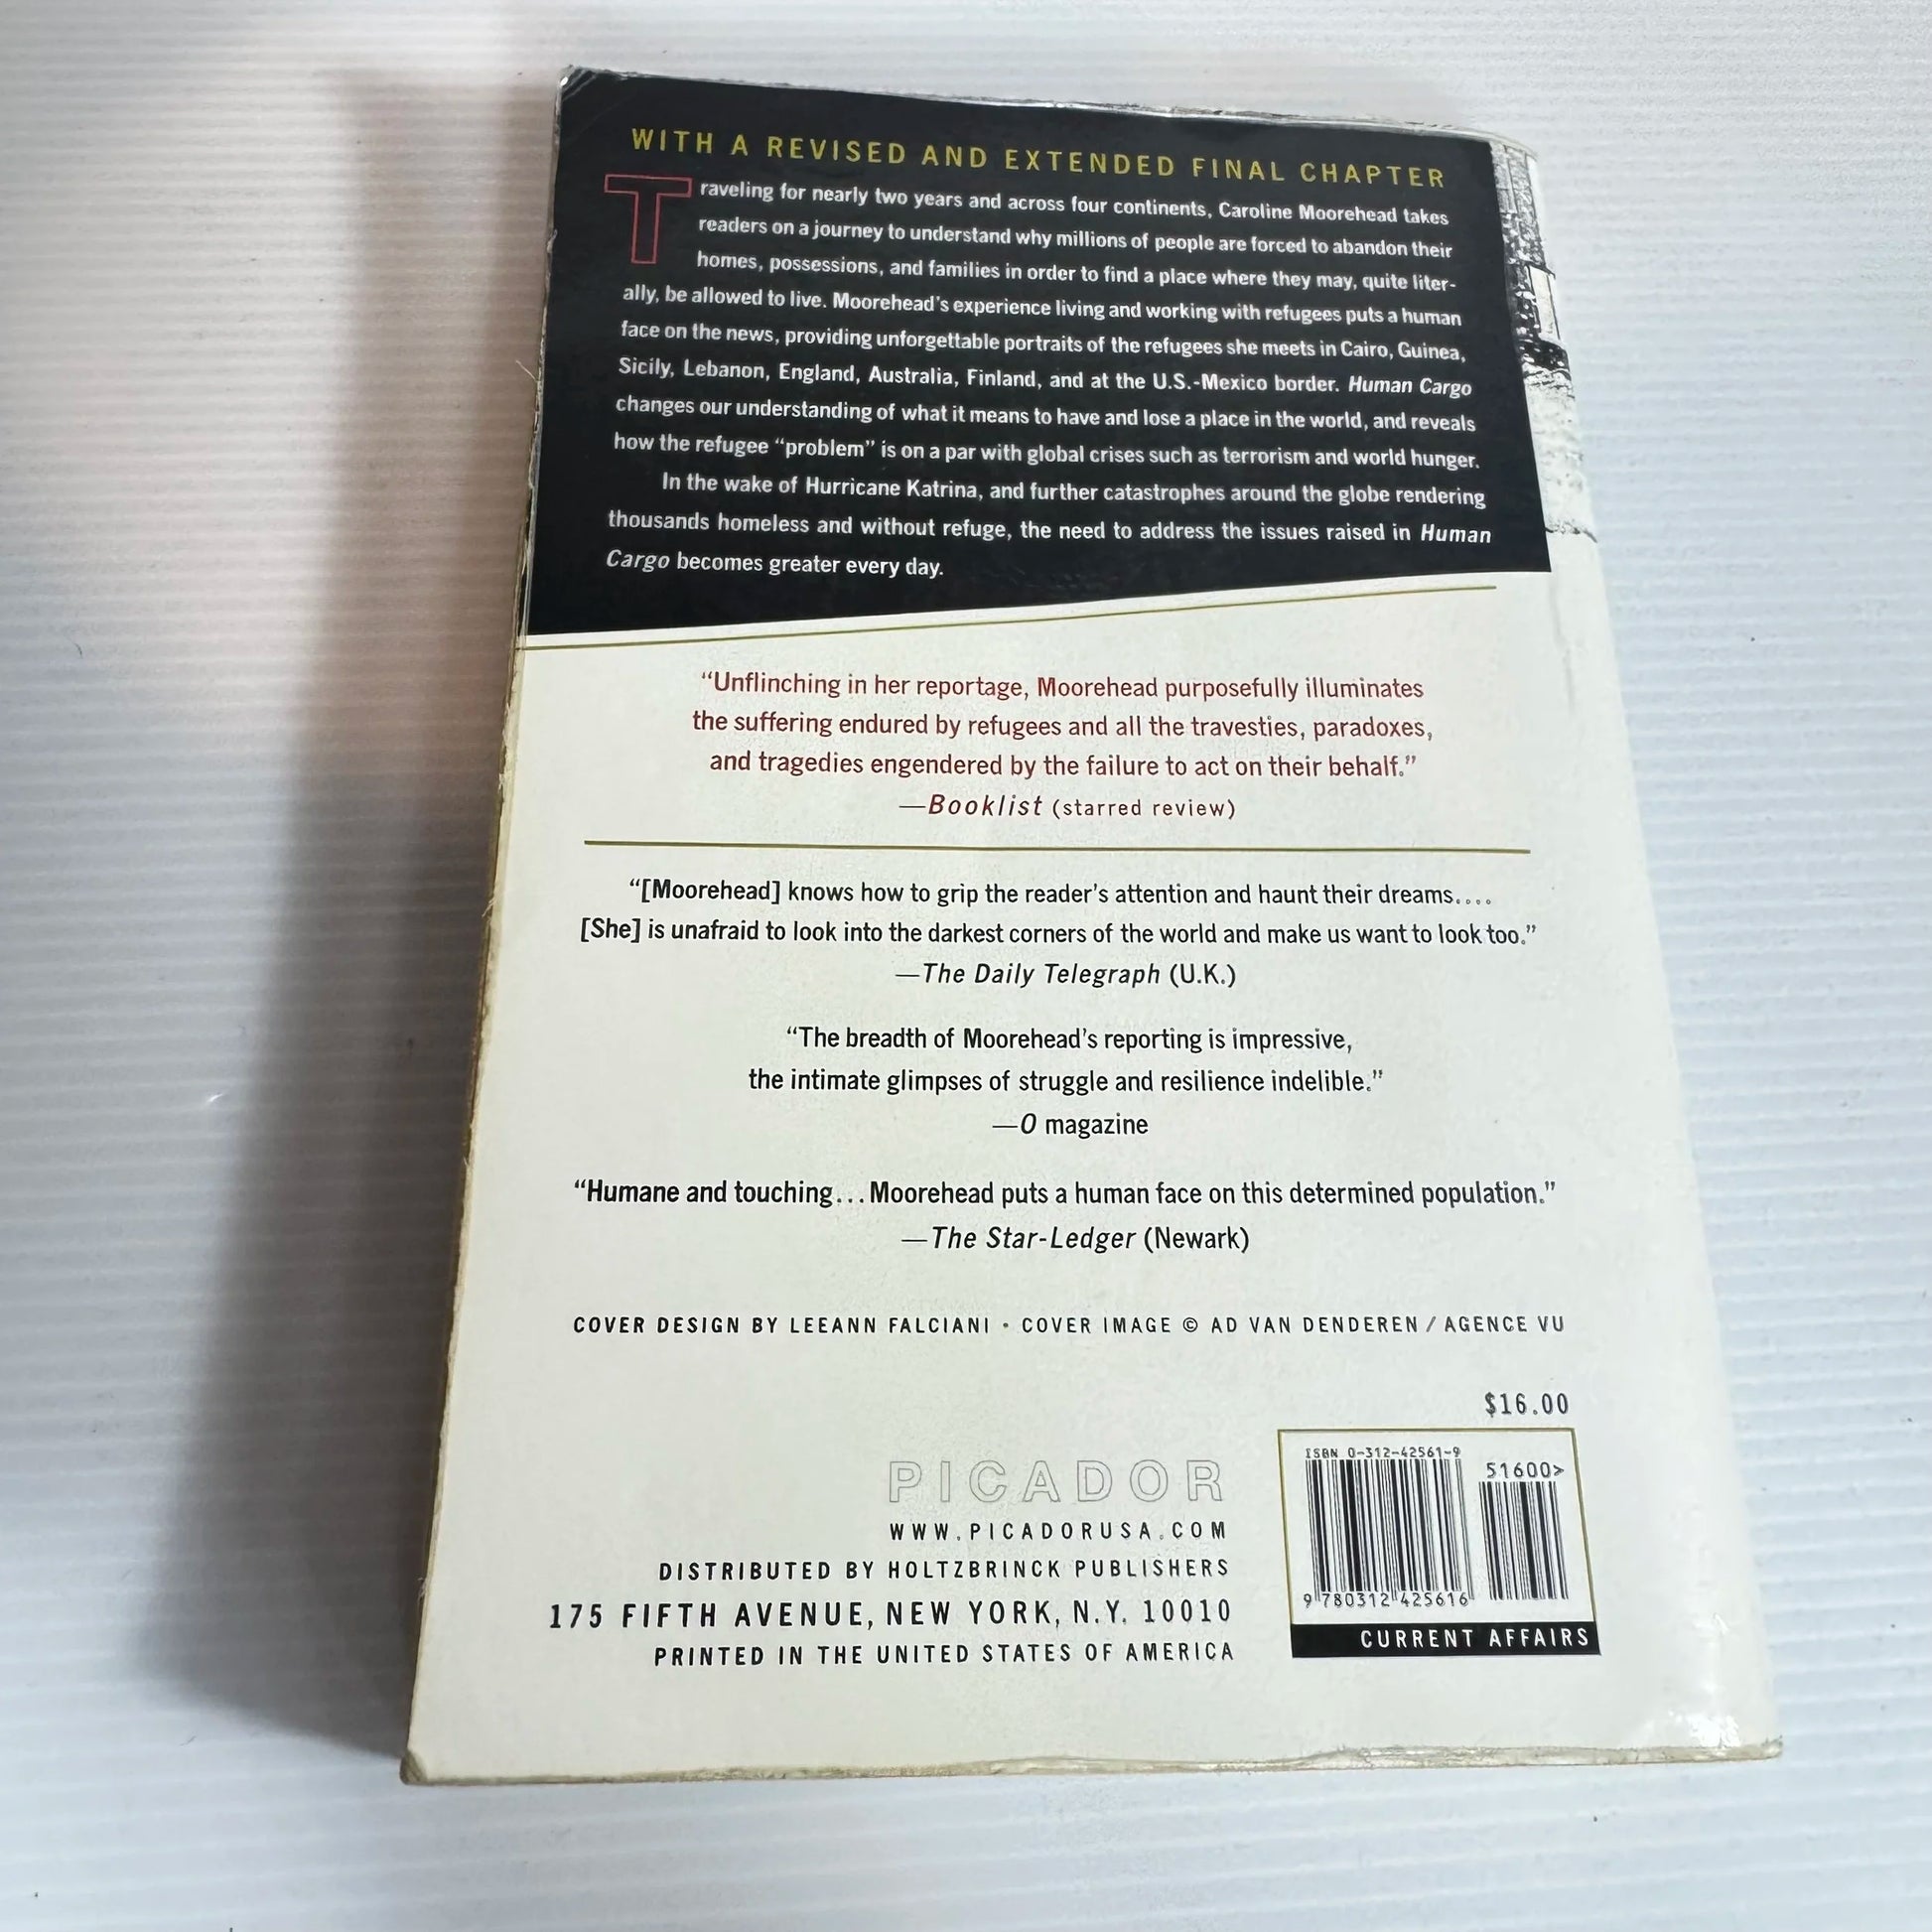 WITH A REVISED AND EXTENDED FINAL CHAPTER
Traveling for nearly two years and across four continents, Caroline Moorehead takes
readers on a journey to understand why millions of people are forced to abandon their
homes, possessions, and families in order to find a place where they may, quite liter-
ally, be allowed to live. Moorehead's experience living and working with refugees puts a human
face on the news, providing unforgettable portraits of the refugees she meets in Cairo, Guinea,
Sicily, Lebanon, England, Australia, Finland, and at the U.S.-Mexico border. Human Cargo
changes our understanding of what it means to have and lose a place in the world, and reveals
how the refugee “problem” is on a par with global crises such as terrorism and world hunger.
In the wake of Hurricane Katrina, and further catastrophes around the globe rendering
thousands homeless and without refuge, the need to address the issues raised in Human
Cargo becomes greater every day.
“Unflinching in her reportage, Moorehead purposefully illuminates
the suffering endured by refugees and all the travesties, paradoxes,
and tragedies engendered by the failure to act on their behalf.”
—Booklist (starred review)
“[Moorehead] knows how to grip the reader's attention and haunt their dreams....
[She] is unafraid to look into the darkest corners of the world and make us want to look too.”
—The Daily Telegraph (U.K.)
“The breadth of Moorehead's reporting is impressive,
the intimate glimpses of struggle and resilience indelible.”
—O magazine
“Humane and touching... Moorehead puts a human face on this determined population.”
—The Star-Ledger (Newark)
COVER DESIGN BY LEEANN FALCIANI • COVER IMAGE © AD VAN DENDEREN / AGENCE VU
$16.00
PICADOR
WWW.PICADORUSA.COM
DISTRIBUTED BY HOLTZBRINCK PUBLISHERS
175 FIFTH AVENUE, NEW YORK, N.Y. 10010
PRINTED IN THE UNITED STATES OF AMERICA
ISBN 0-312-42561-9
51600>
9 780312 425616
CURRENT AFFAIRS